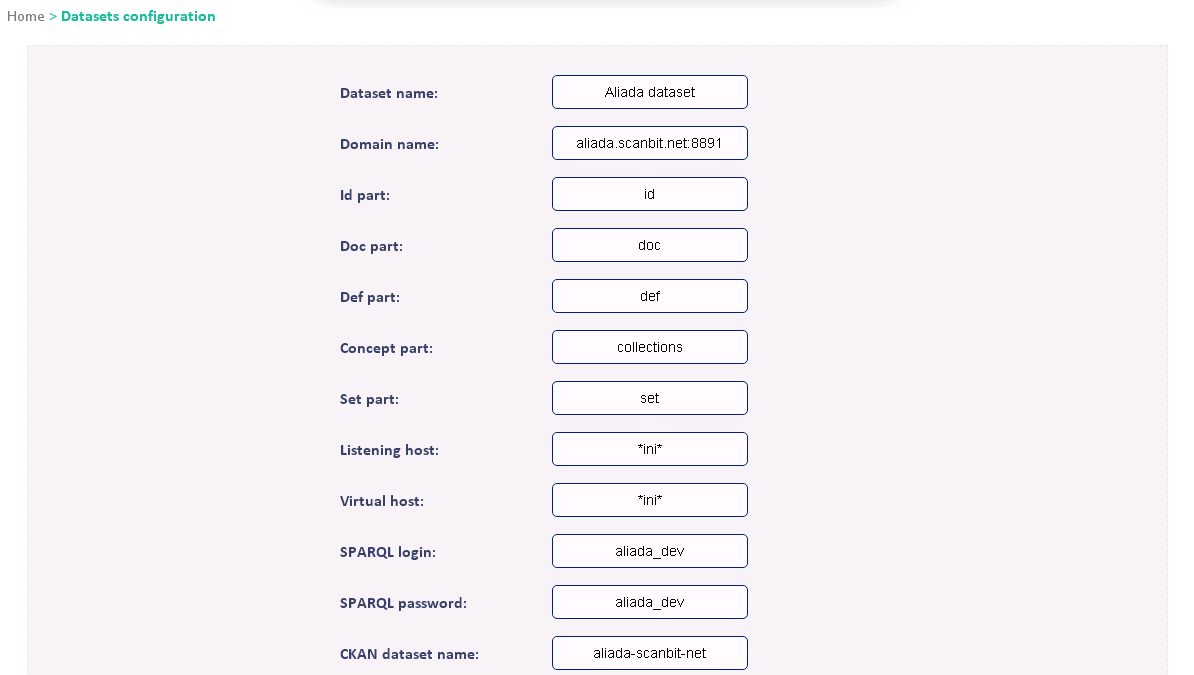 Home > Datasets configuration
Dataset name: Aliada dataset
Domain name: aliada.scanbit.net:8891
Id part: id
Doc part: doc
Def part: def
Concept part: collections
Set part: set
Listening host: *ini*
Virtual host: *ini*
SPARQL login: aliada_dev
SPARQL password: aliada_dev
CKAN dataset name: aliada-scanbit-net